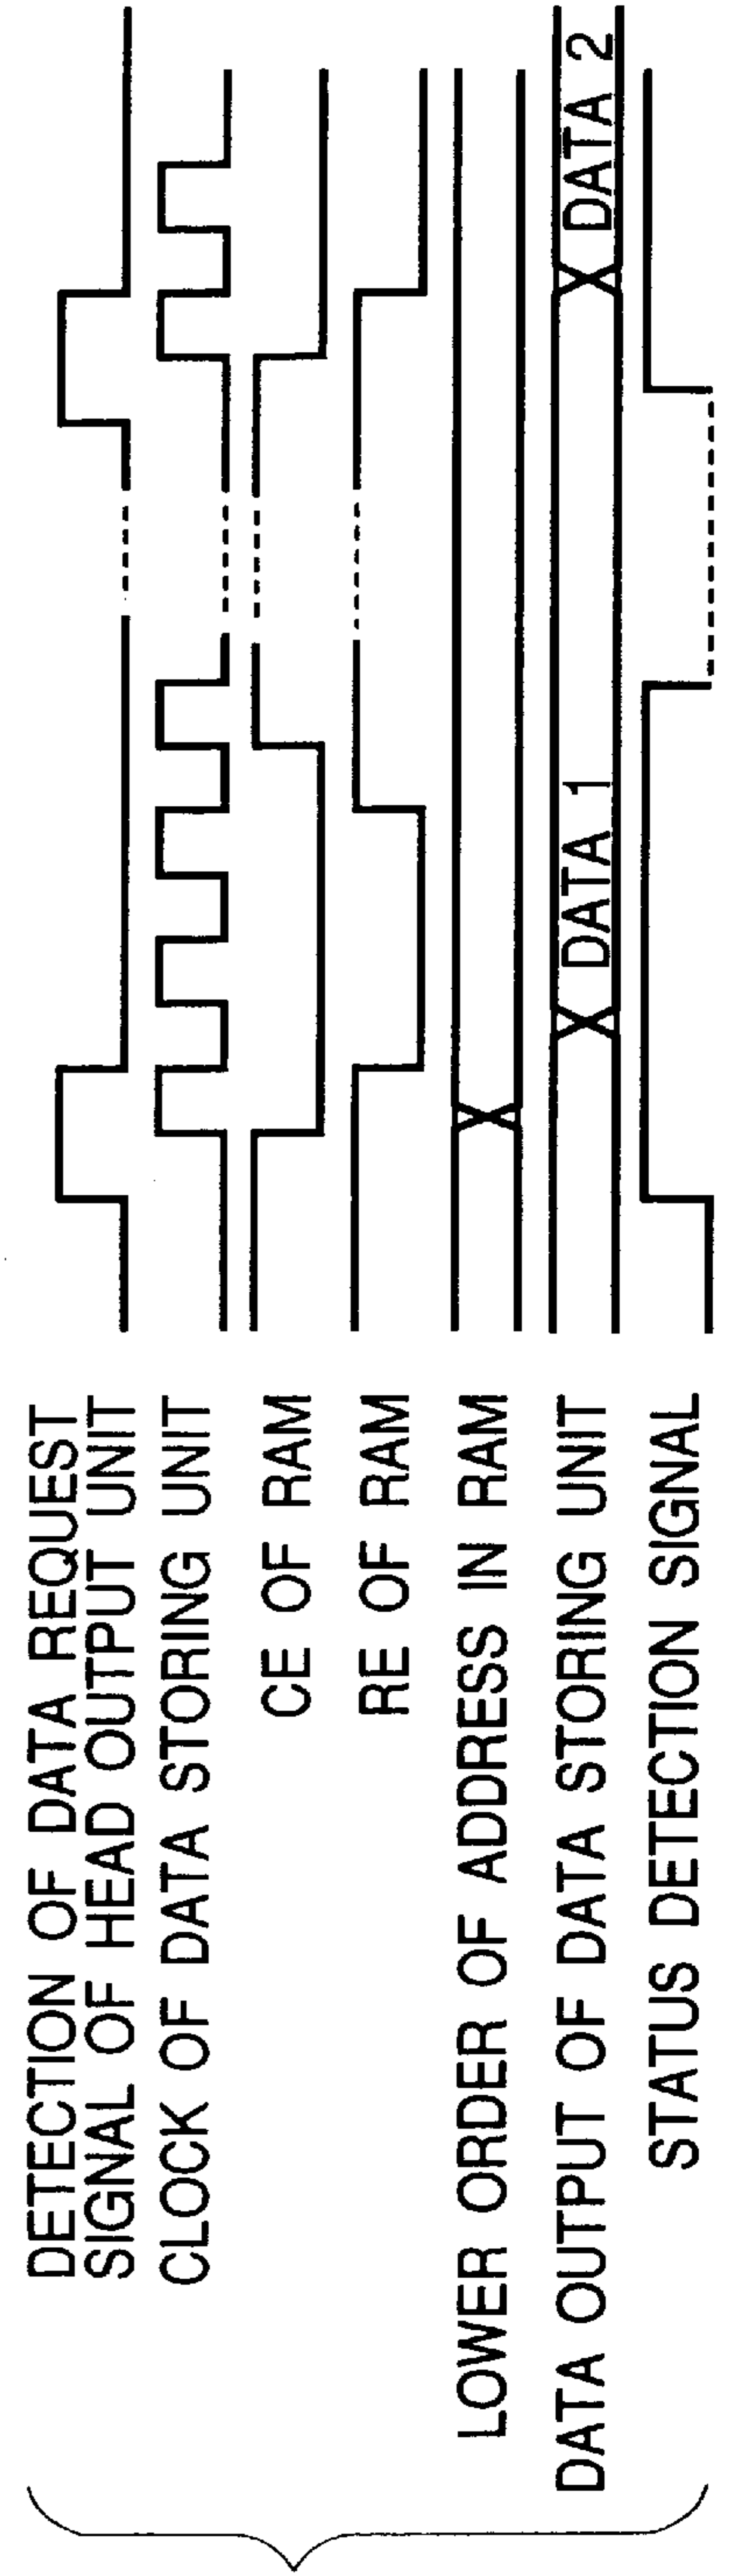 DETECTION OF DATA REQUEST
SIGNAL OF HEAD OUTPUT UNIT
CLOCK OF DATA STORING UNIT
CE OF RAM
RE OF RAM
LOWER ORDER OF ADDRESS IN RAM
DATA OUTPUT OF DATA STORING UNIT
DATA 1
DATA 2
STATUS DETECTION SIGNAL